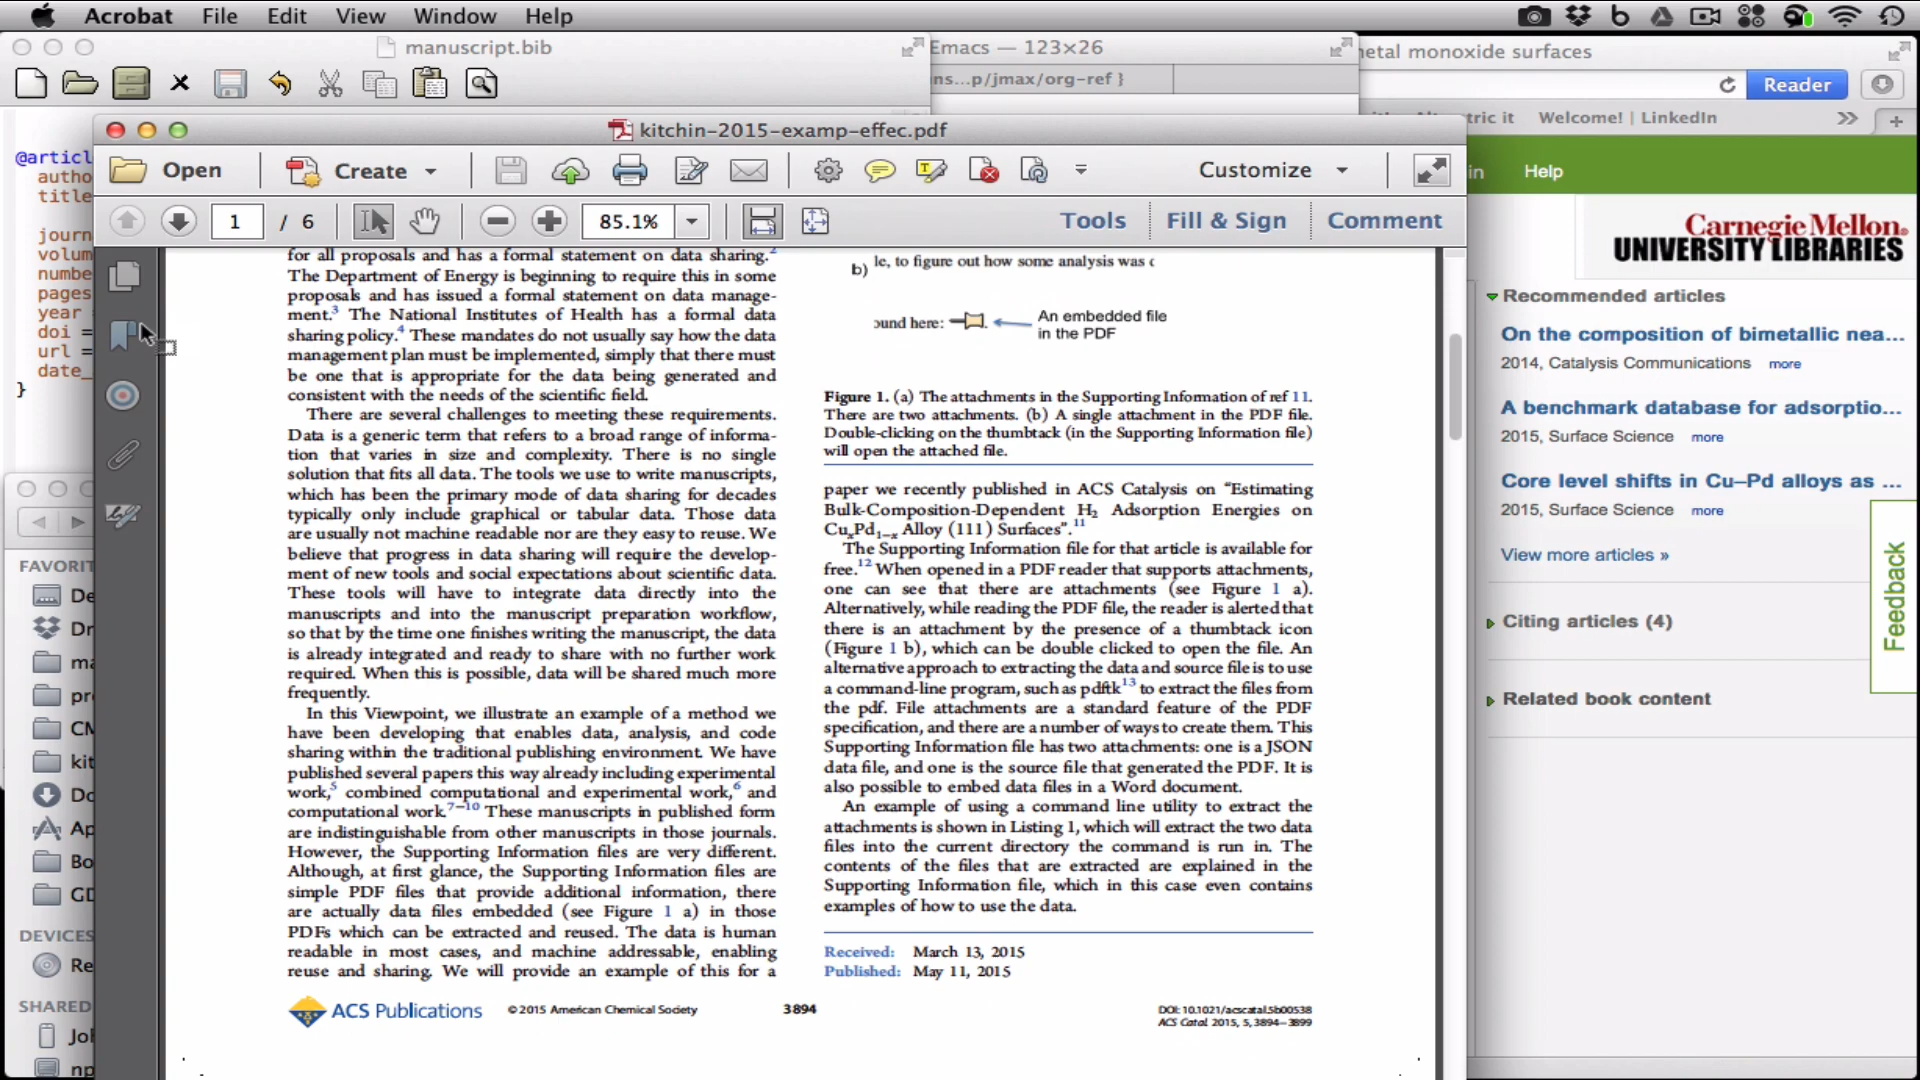 Acrobat File Edit View Window Help
manuscript.bib
Emacs — 123×26
etal monoxide surfaces
ns...p/jmax/org-ref }
Reader
tric it Welcome! | LinkedIn >> +
kitchin-2015-examp-effec.pdf
Open Create Customize
in Help
1 / 6 85.1% Tools Fill & Sign Comment
Carnegie Mellon
UNIVERSITY LIBRARIES
@articl
autho
title
journ
volum
numbe
pages
year =
doi =
url =
date_
}
FAVORIT
De
Dr
ma
pr
CM
kit
Do
Ap
Bo
GD
DEVICES
Re
SHARED
Jo
np
for all proposals and has a formal statement on data sharing.2
The Department of Energy is beginning to require this in some
proposals and has issued a formal statement on data manage-
ment.3 The National Institutes of Health has a formal data
sharing policy.4 These mandates do not usually say how the data
management plan must be implemented, simply that there must
be one that is appropriate for the data being generated and
consistent with the needs of the scientific field.
There are several challenges to meeting these requirements.
Data is a generic term that refers to a broad range of informa-
tion that varies in size and complexity. There is no single
solution that fits all data. The tools we use to write manuscripts,
which has been the primary mode of data sharing for decades
typically only include graphical or tabular data. Those data
are usually not machine readable nor are they easy to reuse. We
believe that progress in data sharing will require the develop-
ment of new tools and social expectations about scientific data.
These tools will have to integrate data directly into the
manuscripts and into the manuscript preparation workflow,
so that by the time one finishes writing the manuscript, the data
is already integrated and ready to share with no further work
required. When this is possible, data will be shared much more
frequently.
In this Viewpoint, we illustrate an example of a method we
have been developing that enables data, analysis, and code
sharing within the traditional publishing environment. We have
published several papers this way already including experimental
work,5 combined computational and experimental work,6 and
computational work.7−10 These manuscripts in published form
are indistinguishable from other manuscripts in those journals.
However, the Supporting Information files are very different.
Although, at first glance, the Supporting Information files are
simple PDF files that provide additional information, there
are actually data files embedded (see Figure 1 a) in those
PDFs which can be extracted and reused. The data is human
readable in most cases, and machine addressable, enabling
reuse and sharing. We will provide an example of this for a
b) le, to figure out how some analysis was c
ound here:
An embedded file
in the PDF
Figure 1. (a) The attachments in the Supporting Information of ref 11.
There are two attachments. (b) A single attachment in the PDF file.
Double-clicking on the thumbtack (in the Supporting Information file)
will open the attached file.
paper we recently published in ACS Catalysis on “Estimating
Bulk-Composition-Dependent H2 Adsorption Energies on
CuxPd1−x Alloy (111) Surfaces”.11
The Supporting Information file for that article is available for
free.12 When opened in a PDF reader that supports attachments,
one can see that there are attachments (see Figure 1 a).
Alternatively, while reading the PDF file, the reader is alerted that
there is an attachment by the presence of a thumbtack icon
(Figure 1 b), which can be double clicked to open the file. An
alternative approach to extracting the data and source file is to use
a command-line program, such as pdftk13 to extract the files from
the pdf. File attachments are a standard feature of the PDF
specification, and there are a number of ways to create them. This
Supporting Information file has two attachments: one is a JSON
data file, and one is the source file that generated the PDF. It is
also possible to embed data files in a Word document.
An example of using a command line utility to extract the
attachments is shown in Listing 1, which will extract the two data
files into the current directory the command is run in. The
contents of the files that are extracted are explained in the
Supporting Information file, which in this case even contains
examples of how to use the data.
Received: March 13, 2015
Published: May 11, 2015
ACS Publications © 2015 American Chemical Society
3894
DOI: 10.1021/acscatal.5b00538
ACS Catal. 2015, 5, 3894−3899
Recommended articles
On the composition of bimetallic nea...
2014, Catalysis Communications more
A benchmark database for adsorptio...
2015, Surface Science more
Core level shifts in Cu–Pd alloys as ...
2015, Surface Science more
View more articles »
Citing articles (4)
Related book content
Feedback